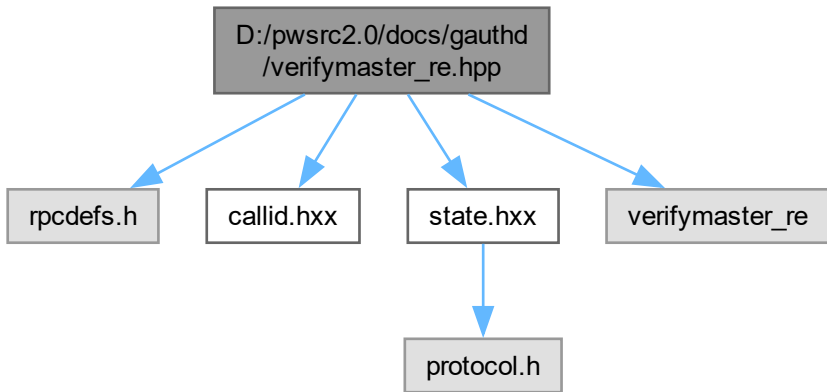 D:/pwsrc2.0/docs/gauthd
/verifymaster_re.hpp
rpcdefs.h
callid.hxx
state.hxx
verifymaster_re
protocol.h